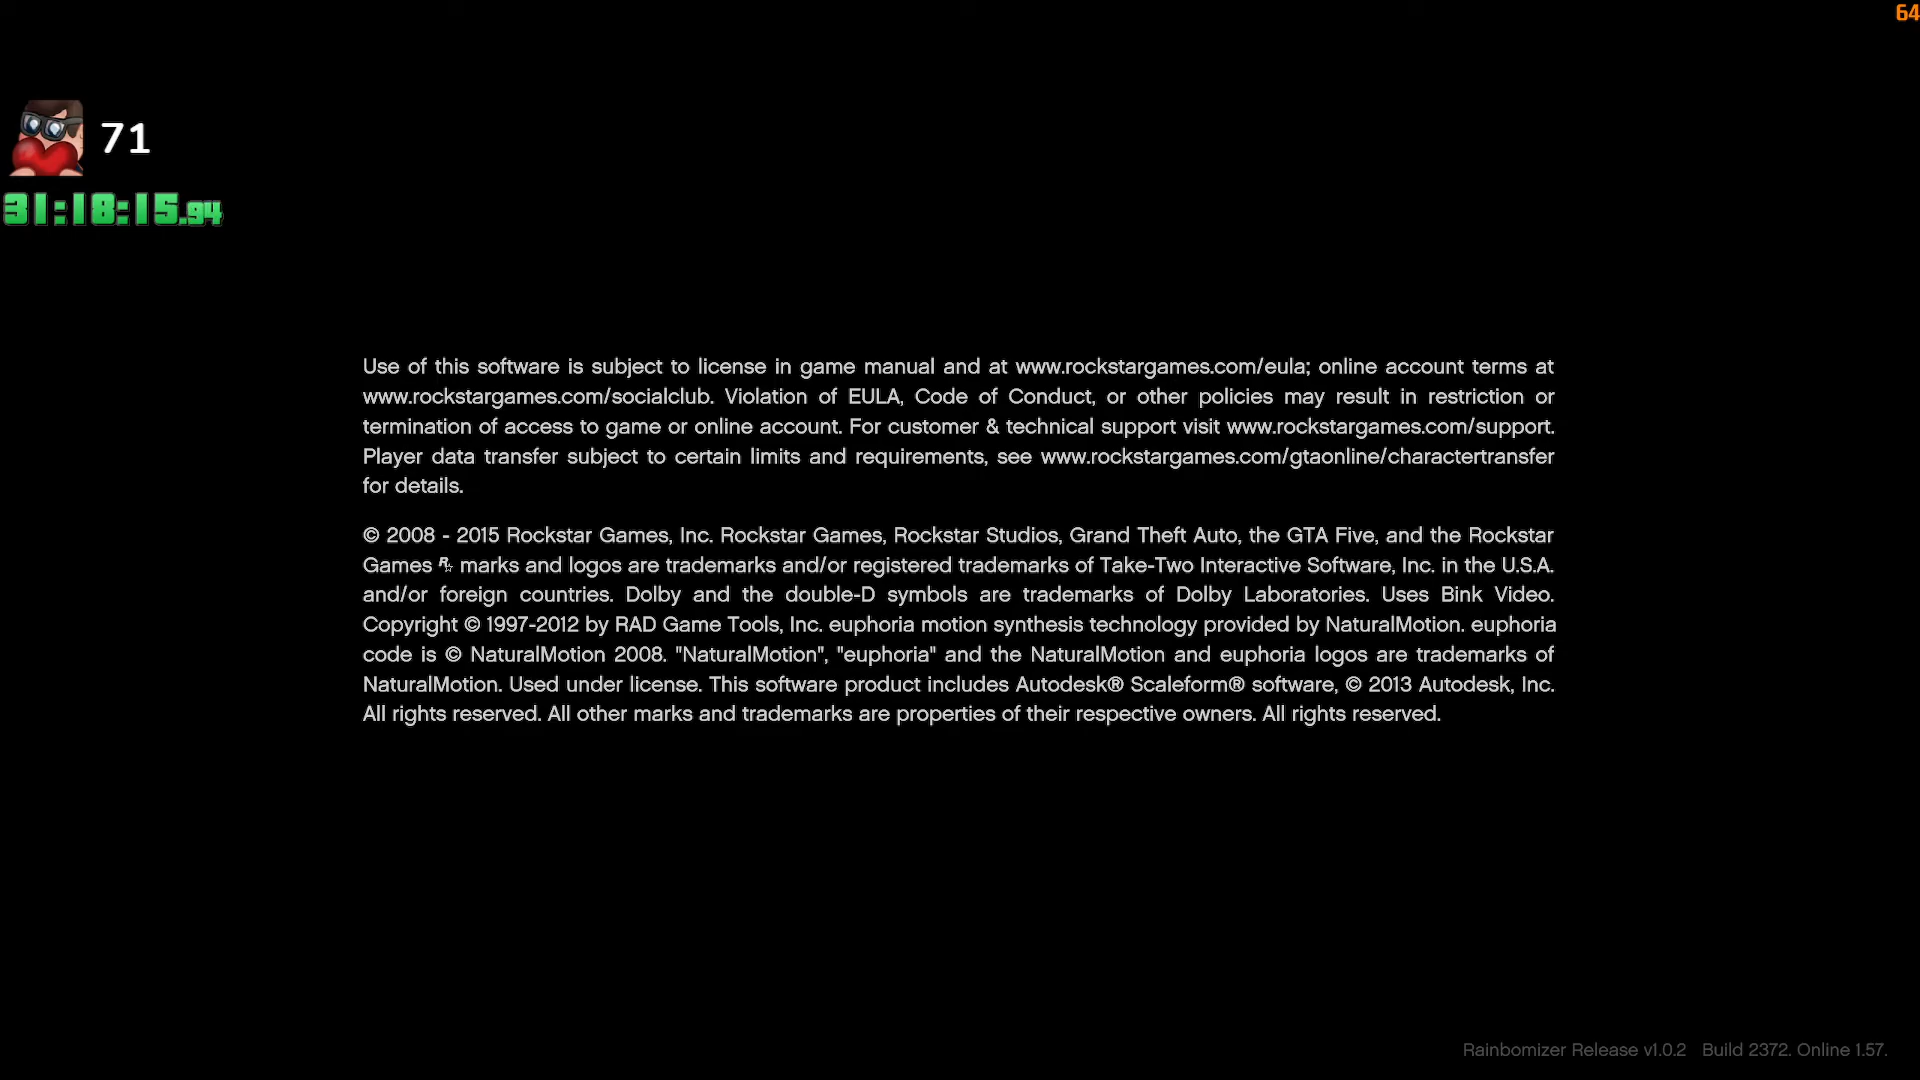 64
71
31:18:15.94
Use of this software is subject to license in game manual and at www.rockstargames.com/eula; online account terms at
www.rockstargames.com/socialclub. Violation of EULA, Code of Conduct, or other policies may result in restriction or
termination of access to game or online account. For customer & technical support visit www.rockstargames.com/support.
Player data transfer subject to certain limits and requirements, see www.rockstargames.com/gtaonline/charactertransfer
for details.
© 2008 - 2015 Rockstar Games, Inc. Rockstar Games, Rockstar Studios, Grand Theft Auto, the GTA Five, and the Rockstar
Games R☆ marks and logos are trademarks and/or registered trademarks of Take-Two Interactive Software, Inc. in the U.S.A.
and/or foreign countries. Dolby and the double-D symbols are trademarks of Dolby Laboratories. Uses Bink Video.
Copyright © 1997-2012 by RAD Game Tools, Inc. euphoria motion synthesis technology provided by NaturalMotion. euphoria
code is © NaturalMotion 2008. "NaturalMotion", "euphoria" and the NaturalMotion and euphoria logos are trademarks of
NaturalMotion. Used under license. This software product includes Autodesk® Scaleform® software, © 2013 Autodesk, Inc.
All rights reserved. All other marks and trademarks are properties of their respective owners. All rights reserved.
Rainbomizer Release v1.0.2 Build 2372. Online 1.57.